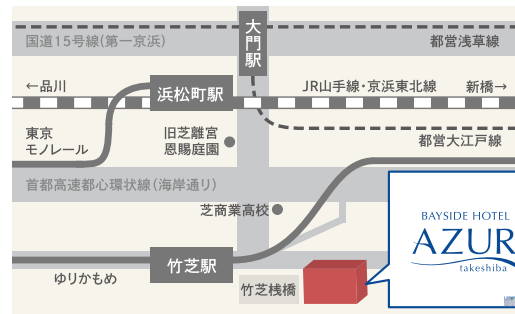 国道15号線(第一京浜)
大門駅
都営浅草線
←品川
浜松町駅
JR山手線・京浜東北線
新橋→
東京
モノレール
旧芝離宮
恩賜庭園
都営大江戸線
首都高速都心環状線(海岸通り)
芝商業高校
BAYSIDE HOTEL
AZUR
takeshiba
竹芝駅
ゆりかもめ
竹芝桟橋